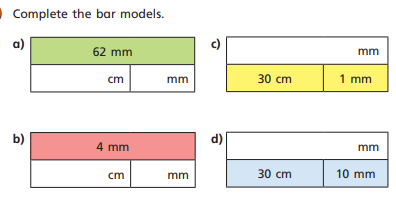 Complete the bar models.
a)
62 mm
cm mm
c)
mm
30 cm 1 mm
b)
4 mm
cm mm
d)
mm
30 cm 10 mm